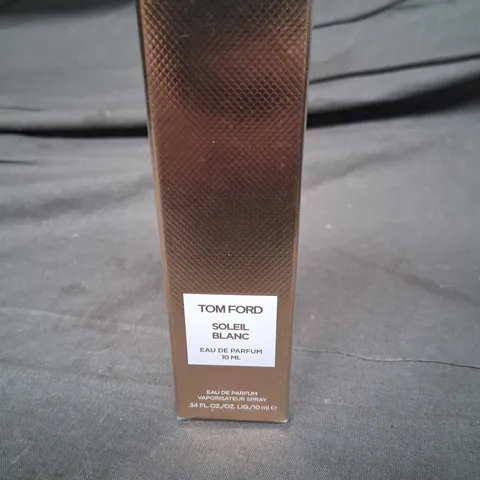 TOM FORD
SOLEIL
BLANC
EAU DE PARFUM
10 ML
EAU DE PARFUM
VAPORISATEUR SPRAY
.34 FL. OZ./OZ. LIQ./10 ml ℮